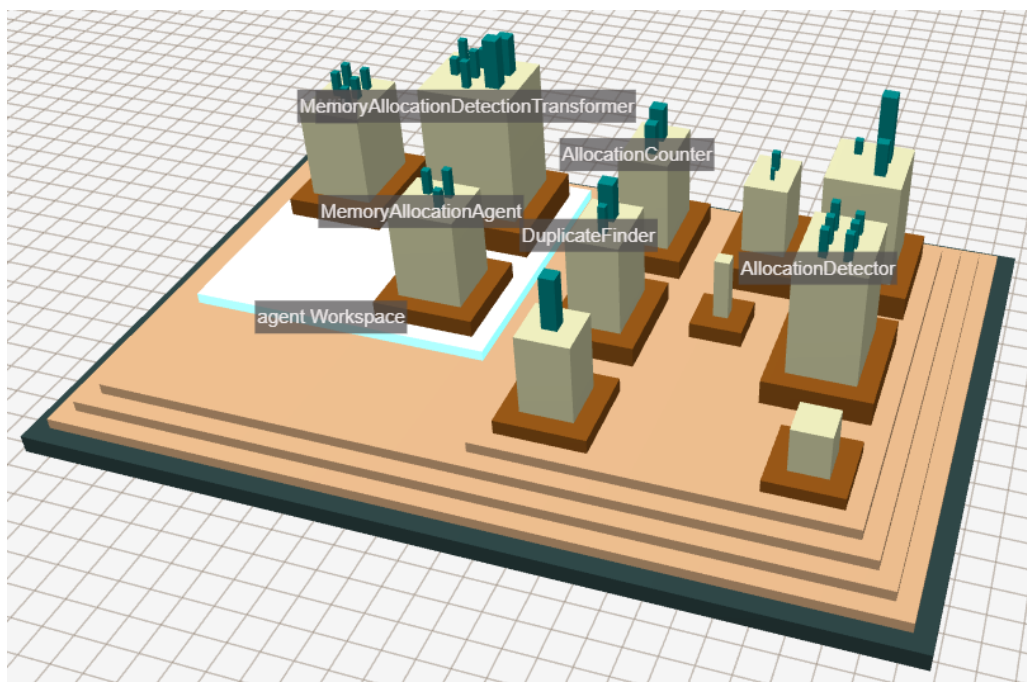 MemoryAllocationDetectionTransformer
AllocationCounter
MemoryAllocationAgent
DuplicateFinder
AllocationDetector
agent Workspace